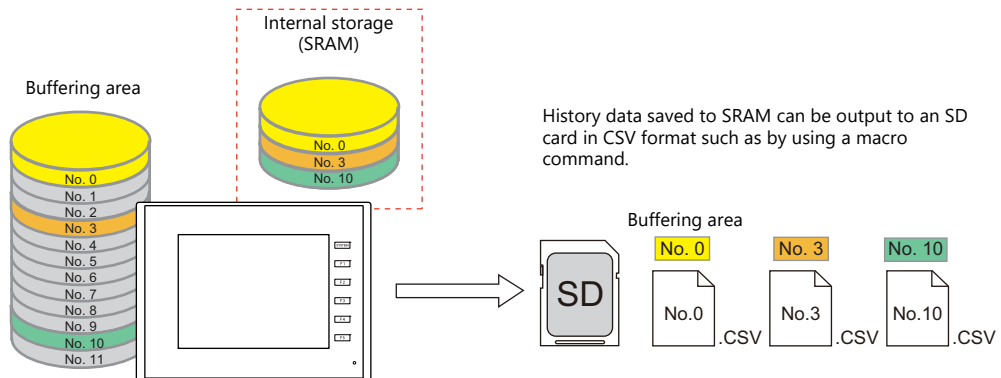 Internal storage
(SRAM)
Buffering area
No. 0
No. 1
No. 2
No. 3
No. 4
No. 5
No. 6
No. 7
No. 8
No. 9
No. 10
No. 11
No. 0
No. 3
No. 10
SYSTEM
F1
F2
F3
F4
F5
History data saved to SRAM can be output to an SD
card in CSV format such as by using a macro
command.
Buffering area
No. 0
No. 3
No. 10
SD
No.0
.CSV
No.3
.CSV
No.10
.CSV